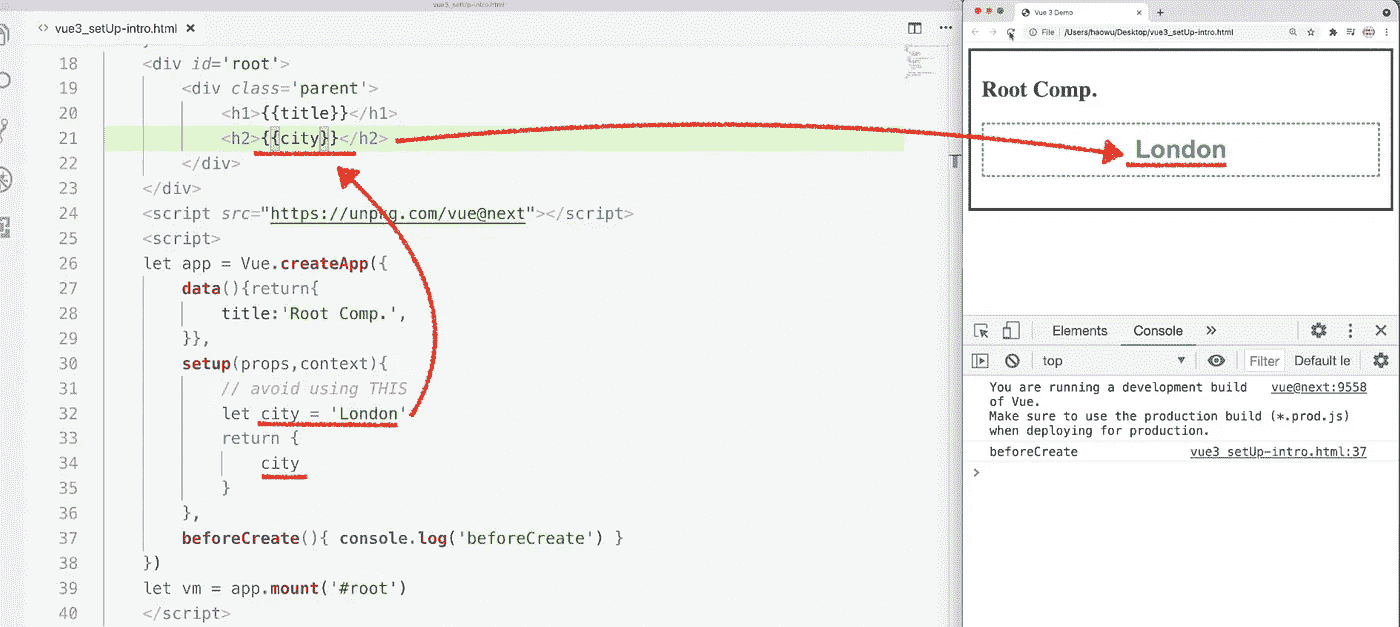 vue3_setUp-intro.html
<> vue3_setUp-intro.html ×
18 <div id='root'>
19 <div class='parent'>
20 <h1>{{title}}</h1>
21 <h2>{{city}}</h2>
22 </div>
23 </div>
24 <script src="https://unpkg.com/vue@next"></script>
25 <script>
26 let app = Vue.createApp({
27 data(){return{
28 title:'Root Comp.',
29 }},
30 setup(props,context){
31 // avoid using THIS
32 let city = 'London'
33 return {
34 city
35 }
36 },
37 beforeCreate(){ console.log('beforeCreate') }
38 })
39 let vm = app.mount('#root')
40 </script>
T
Vue 3 Demo × +
File | /Users/haowu/Desktop/vue3_setUp-intro.html
Root Comp.
London
Elements Console »
top Filter Default le
You are running a development build vue@next:9558
of Vue.
Make sure to use the production build (*.prod.js)
when deploying for production.
beforeCreate vue3_setUp-intro.html:37
>